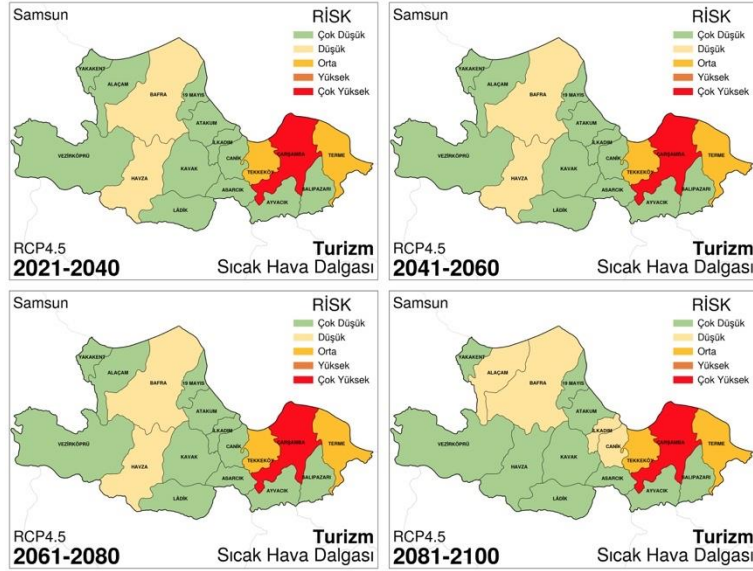 Samsun
RİSK
Çok Düşük
Düşük
Orta
Yüksek
Çok Yüksek
YAKAKENT
ALAÇAM
BAFRA
19 MAYIS
ATAKUM
İLKADIM
CANİK
TEKKEKÖY
ÇARŞAMBA
TERME
VEZİRKÖPRÜ
HAVZA
KAVAK
ASARCIK
SALIPAZARI
AYVACIK
LÂDİK
RCP4.5
2021-2040
Turizm
Sıcak Hava Dalgası
Samsun
RİSK
Çok Düşük
Düşük
Orta
Yüksek
Çok Yüksek
YAKAKENT
ALAÇAM
BAFRA
19 MAYIS
ATAKUM
İLKADIM
CANİK
TEKKEKÖY
ÇARŞAMBA
TERME
VEZİRKÖPRÜ
HAVZA
KAVAK
ASARCIK
SALIPAZARI
AYVACIK
LÂDİK
RCP4.5
2041-2060
Turizm
Sıcak Hava Dalgası
Samsun
RİSK
Çok Düşük
Düşük
Orta
Yüksek
Çok Yüksek
YAKAKENT
ALAÇAM
BAFRA
19 MAYIS
ATAKUM
İLKADIM
CANİK
TEKKEKÖY
ÇARŞAMBA
TERME
VEZİRKÖPRÜ
HAVZA
KAVAK
ASARCIK
SALIPAZARI
AYVACIK
LÂDİK
RCP4.5
2061-2080
Turizm
Sıcak Hava Dalgası
Samsun
RİSK
Çok Düşük
Düşük
Orta
Yüksek
Çok Yüksek
YAKAKENT
ALAÇAM
BAFRA
19 MAYIS
ATAKUM
İLKADIM
CANİK
TEKKEKÖY
ÇARŞAMBA
TERME
VEZİRKÖPRÜ
HAVZA
KAVAK
ASARCIK
SALIPAZARI
AYVACIK
LÂDİK
RCP4.5
2081-2100
Turizm
Sıcak Hava Dalgası